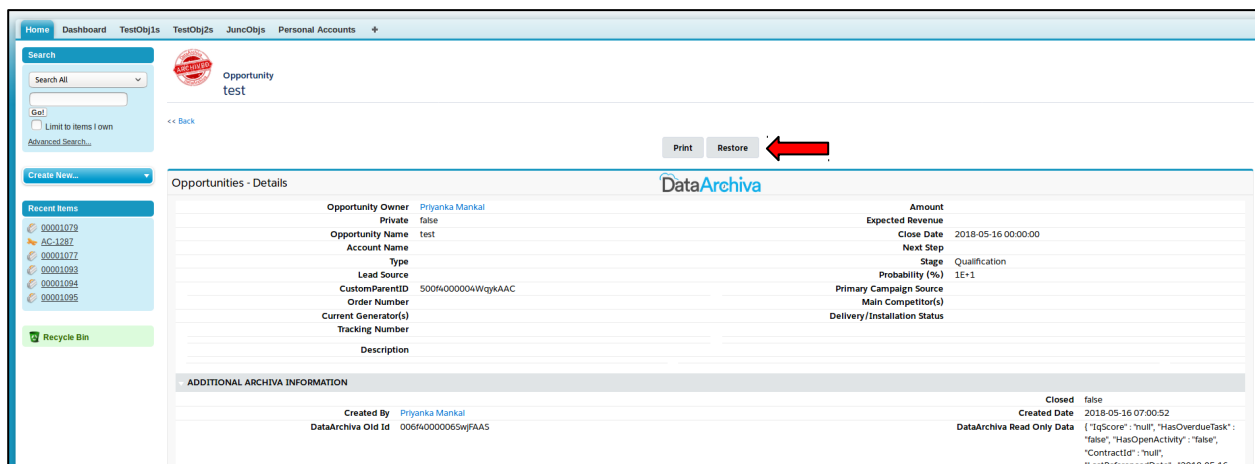 Home Dashboard TestObj1s TestObj2s JuncObjs Personal Accounts +
Search
Search All
Go!
Limit to items I own
Advanced Search...
Create New...
Recent Items
00001079
AC-1287
00001077
00001093
00001094
00001095
Recycle Bin
ARCHIVED
Opportunity
test
<< Back
Print Restore
Opportunities - Details
DataArchiva
Opportunity Owner Priyanka Mankal Amount
Private false Expected Revenue
Opportunity Name test Close Date 2018-05-16 00:00:00
Account Name Next Step
Type Stage Qualification
Lead Source Probability (%) 1E+1
CustomParentID 500f4000004WqykAAC Primary Campaign Source
Order Number Main Competitor(s)
Current Generator(s) Delivery/Installation Status
Tracking Number
Description
ADDITIONAL ARCHIVA INFORMATION
Closed false
Created By Priyanka Mankal Created Date 2018-05-16 07:00:52
DataArchiva Old Id 006f4000006SwjFAAS DataArchiva Read Only Data {"IqScore" : "null", "HasOverdueTask" :
"false", "HasOpenActivity" : "false",
"ContractId" : "null",